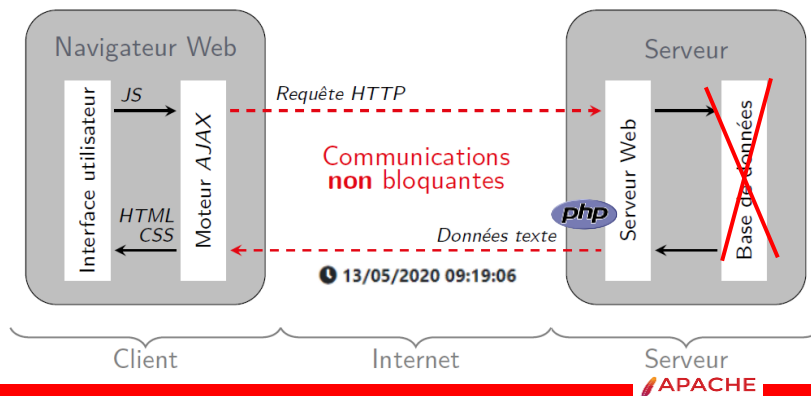 Navigateur Web
Serveur
Interface utilisateur
JS
HTML
CSS
Moteur AJAX
Requête HTTP
Communications
non bloquantes
Données texte
13/05/2020 09:19:06
php
Serveur Web
Base de données
Client
Internet
Serveur
APACHE